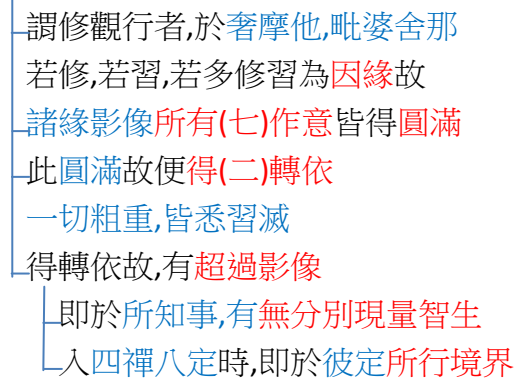 謂修觀行者,於奢摩他,毗婆舍那
若修,若習,若多修習為因緣故
諸緣影像所有(七)作意皆得圓滿
此圓滿故便得(二)轉依
一切粗重,皆悉習滅
得轉依故,有超過影像
即於所知事,有無分別現量智生
入四禪八定時,即於彼定所行境界